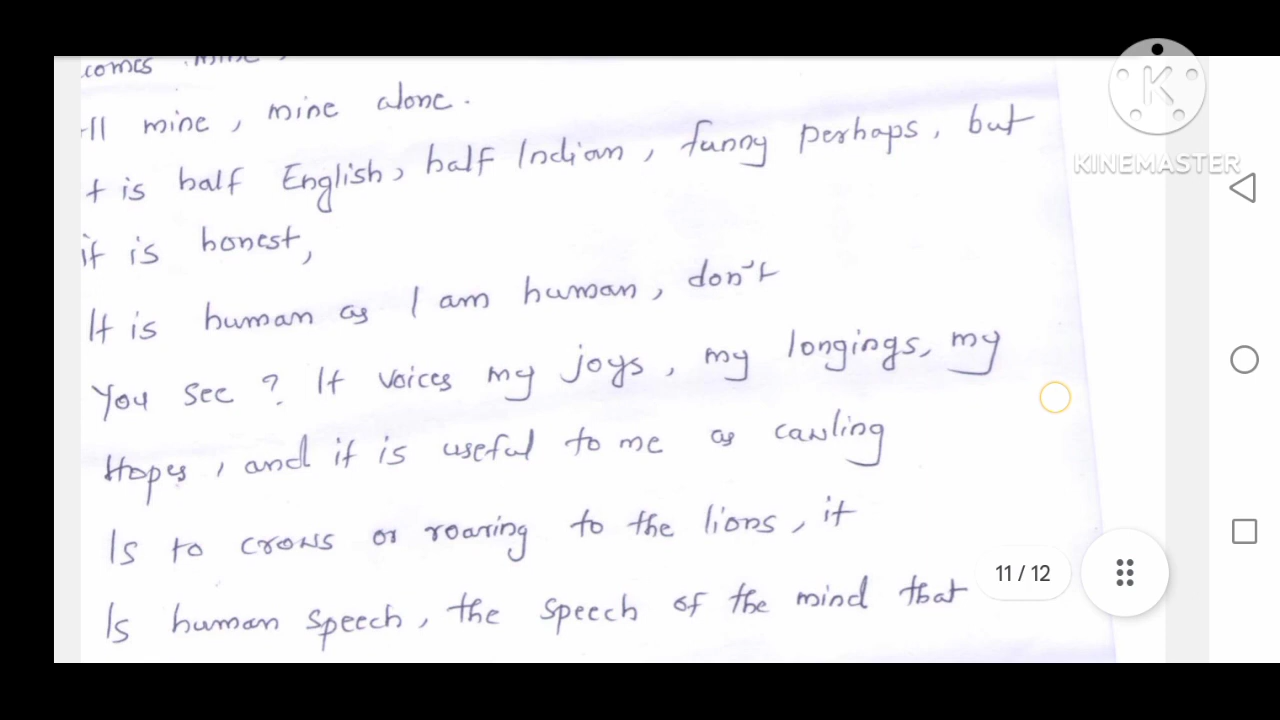 comes mine,
ll mine, mine alone.
t is half English, half Indian, funny perhaps, but
it is honest,
It is human as I am human, don't
You see? It voices my joys, my longings, my
Hopes, and it is useful to me as cawling
Is to crows or roaring to the lions, it
Is human speech, the speech of the mind that
11 / 12
K
KINEMASTER